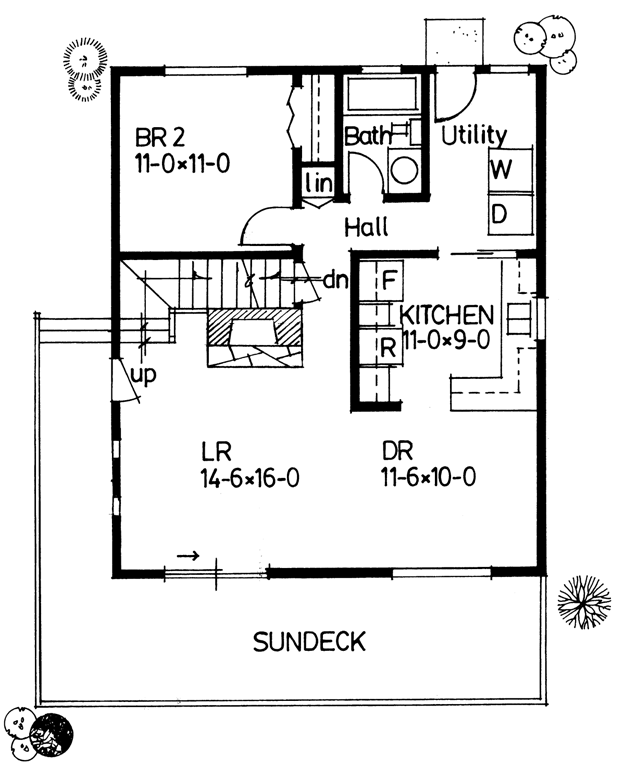 BR 2
11-0×11-0
Bath
Utility
W
lin
D
Hall
dn
F
KITCHEN
11-0×9-0
R
up
LR
14-6×16-0
DR
11-6×10-0
SUNDECK